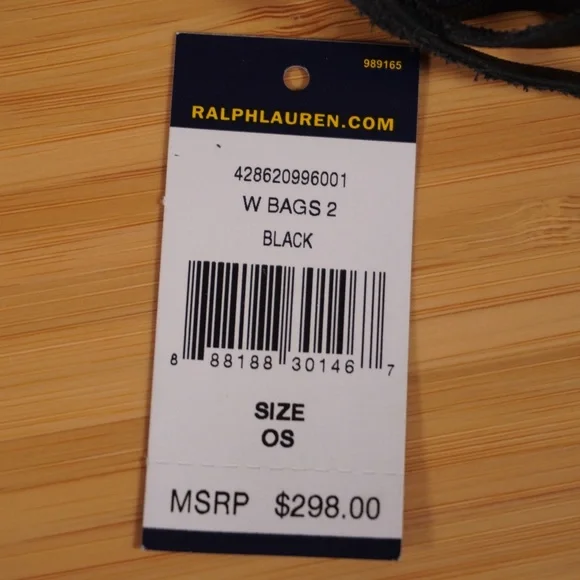 989165
RALPHLAUREN.COM
428620996001
W BAGS 2
BLACK
8 88188 30146 7
SIZE
OS
MSRP $298.00